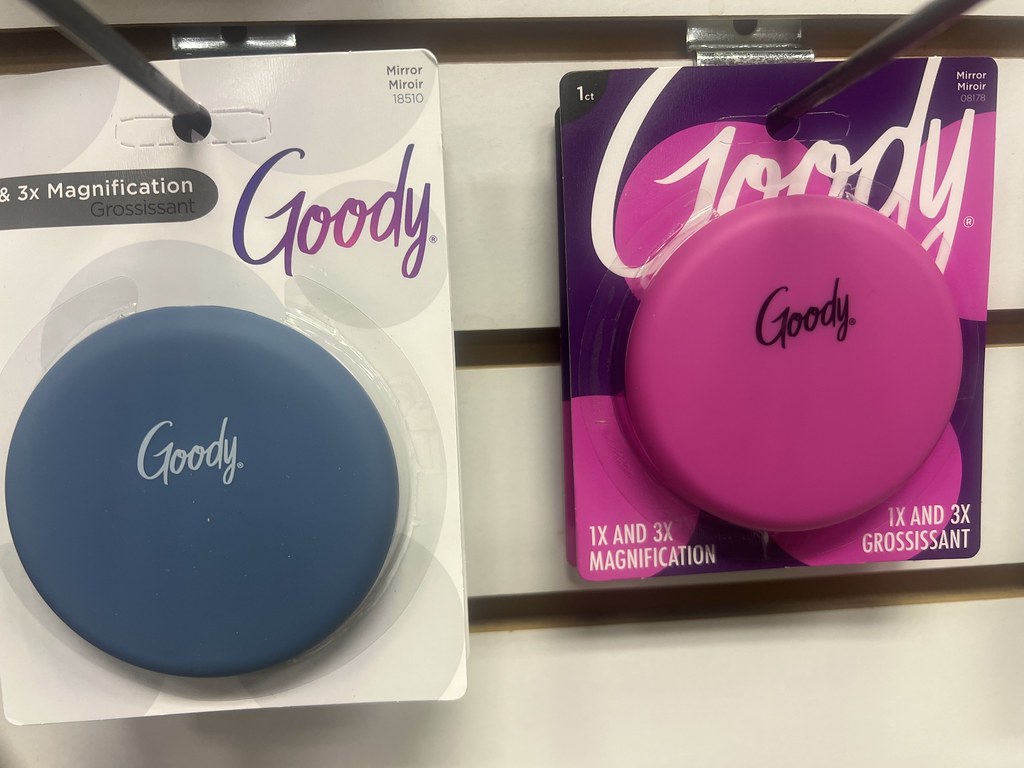 Mirror
Miroir
18510
& 3x Magnification
Grossissant
Goody®
Goody®
1ct
Mirror
Miroir
08178
Goody®
Goody®
1X AND 3X
MAGNIFICATION
1X AND 3X
GROSSISSANT